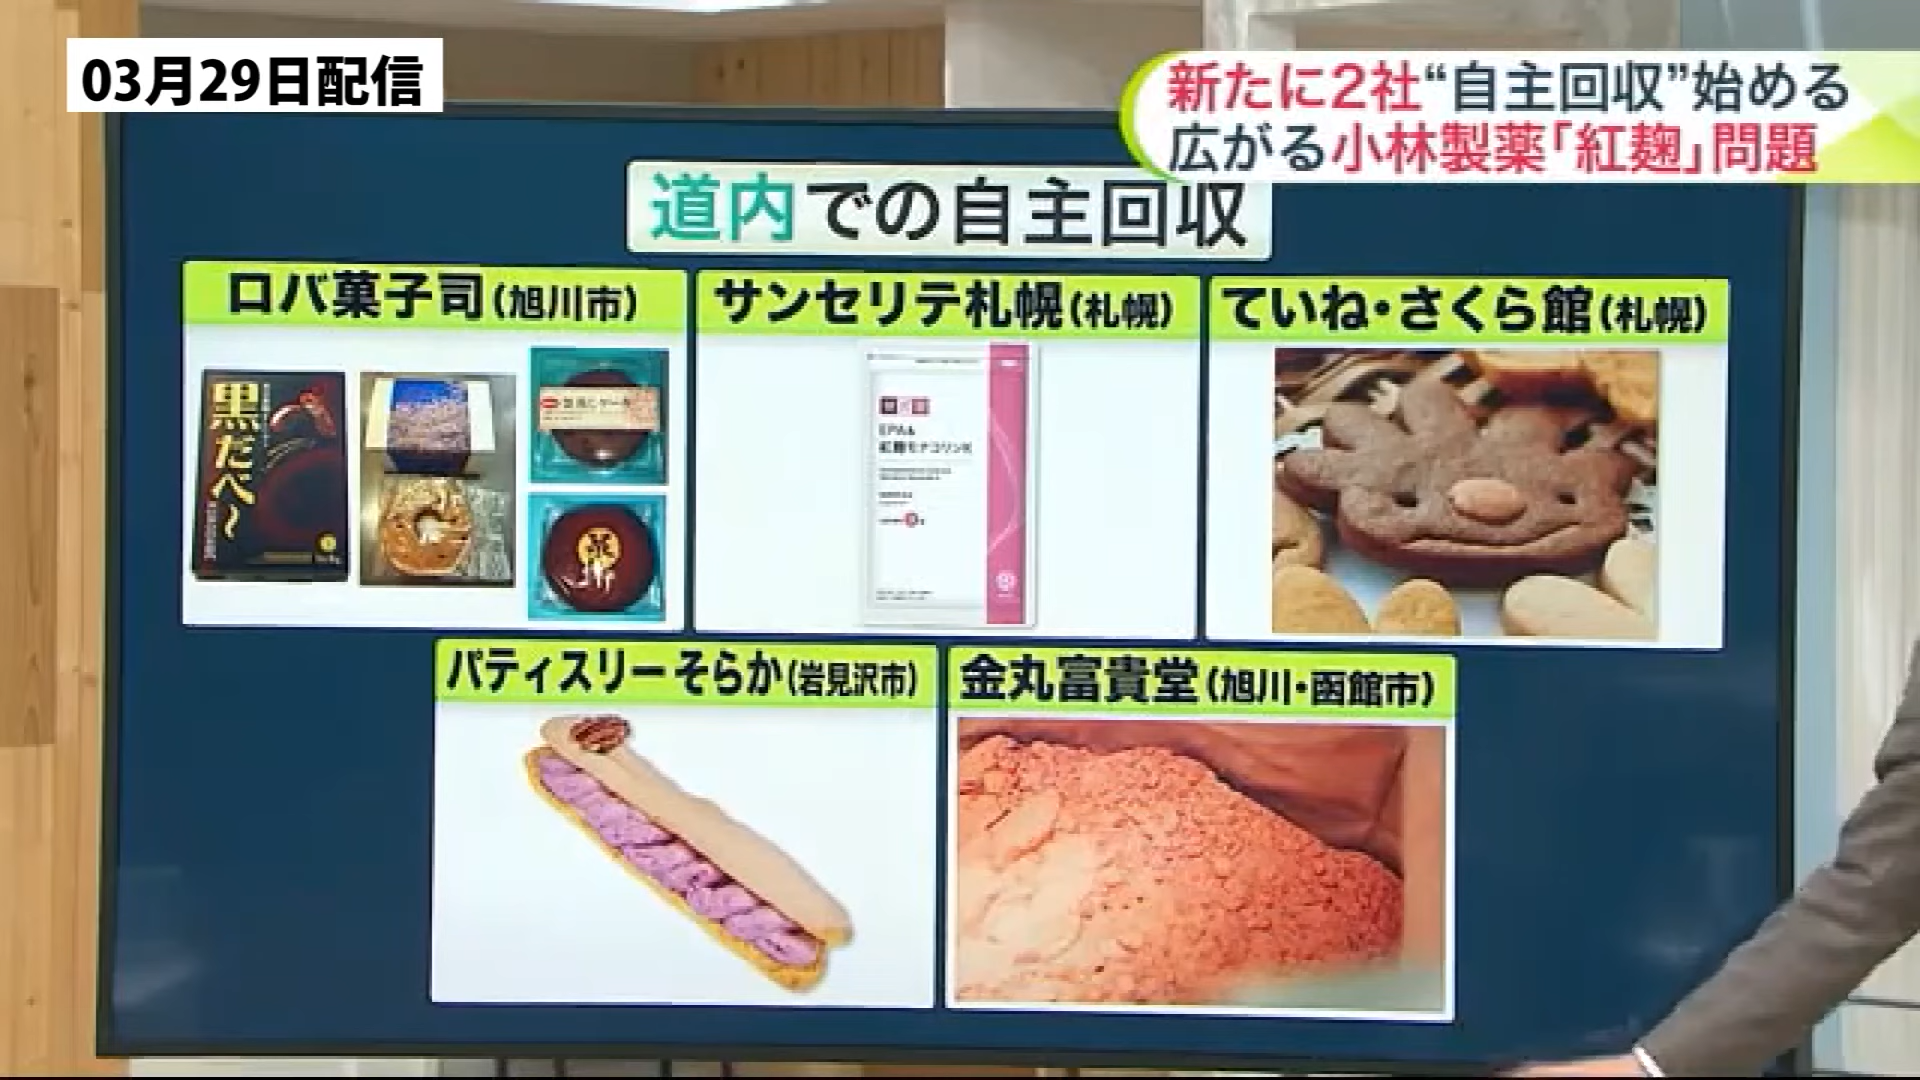 03月29日配信
新たに2社“自主回収”始める
広がる小林製薬「紅麹」問題
道内での自主回収
ロバ菓子司(旭川市)
サンセリテ札幌(札幌)
ていね・さくら館(札幌)
黒だべ〜
EPA&
紅麹モナコリンK
パティスリー そらか(岩見沢市)
金丸富貴堂(旭川・函館市)